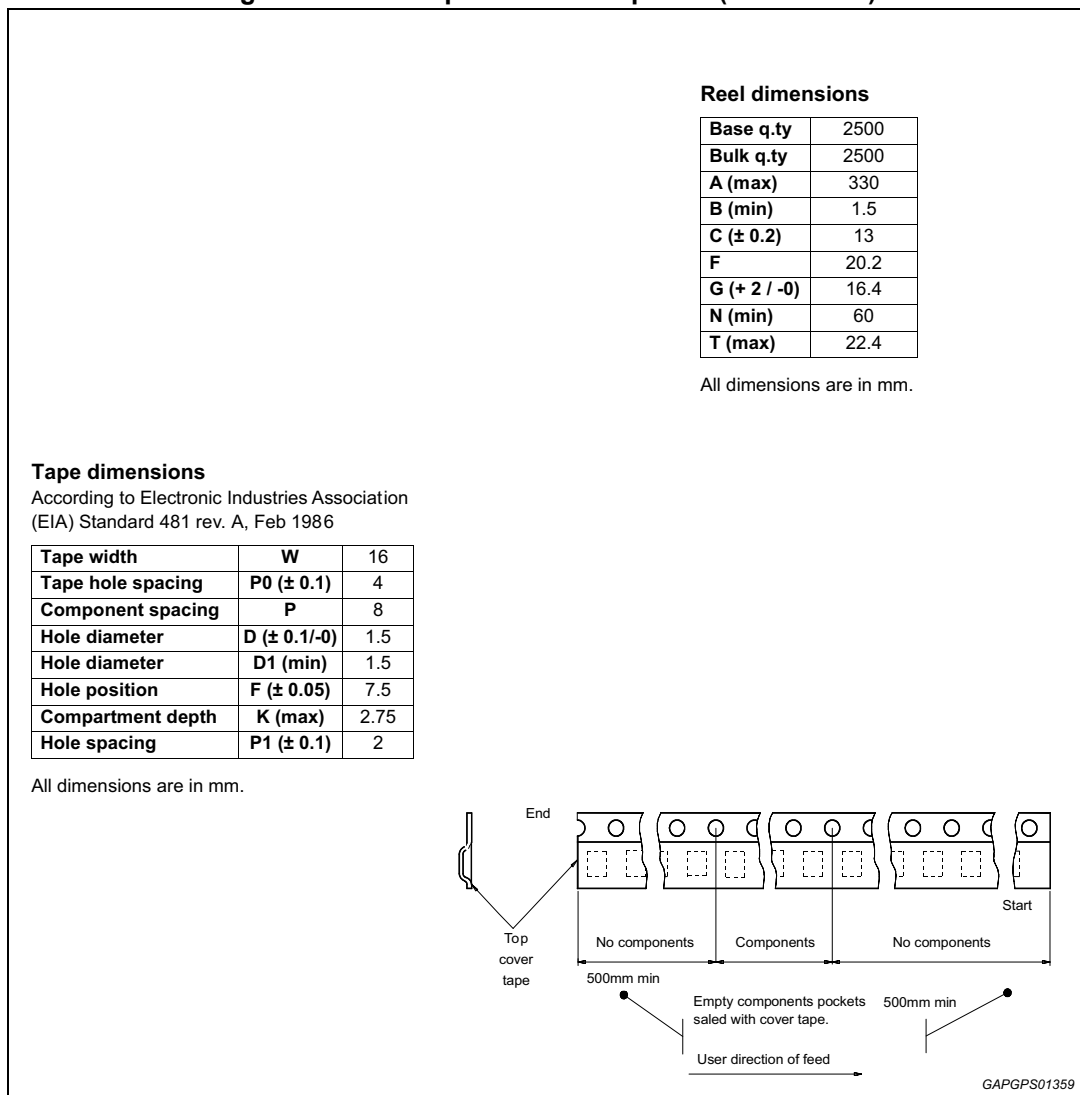 Reel dimensions
Base q.ty 2500
Bulk q.ty 2500
A (max) 330
B (min) 1.5
C (± 0.2) 13
F 20.2
G (+ 2 / -0) 16.4
N (min) 60
T (max) 22.4
All dimensions are in mm.
Tape dimensions
According to Electronic Industries Association
(EIA) Standard 481 rev. A, Feb 1986
Tape width W 16
Tape hole spacing P0 (± 0.1) 4
Component spacing P 8
Hole diameter D (± 0.1/-0) 1.5
Hole diameter D1 (min) 1.5
Hole position F (± 0.05) 7.5
Compartment depth K (max) 2.75
Hole spacing P1 (± 0.1) 2
All dimensions are in mm.
End
Start
Top
cover
tape
No components
Components
No components
500mm min
Empty components pockets
saled with cover tape.
500mm min
User direction of feed
GAPGPS01359